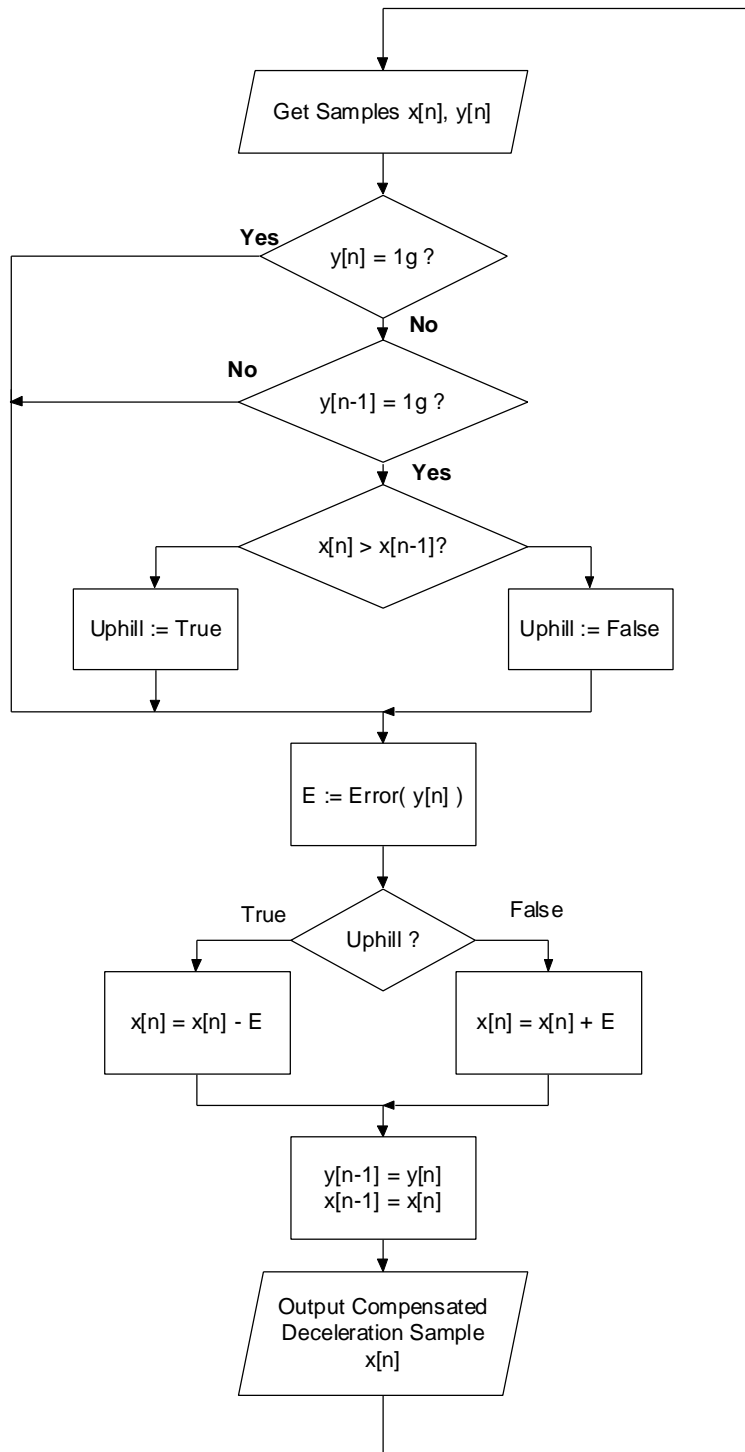 Get Samples x[n], y[n]
Yes
y[n] = 1g ?
No
No
y[n-1] = 1g ?
Yes
x[n] > x[n-1]?
Uphill := True
Uphill := False
E := Error( y[n] )
True
False
Uphill ?
x[n] = x[n] - E
x[n] = x[n] + E
y[n-1] = y[n]
x[n-1] = x[n]
Output Compensated
Deceleration Sample
x[n]